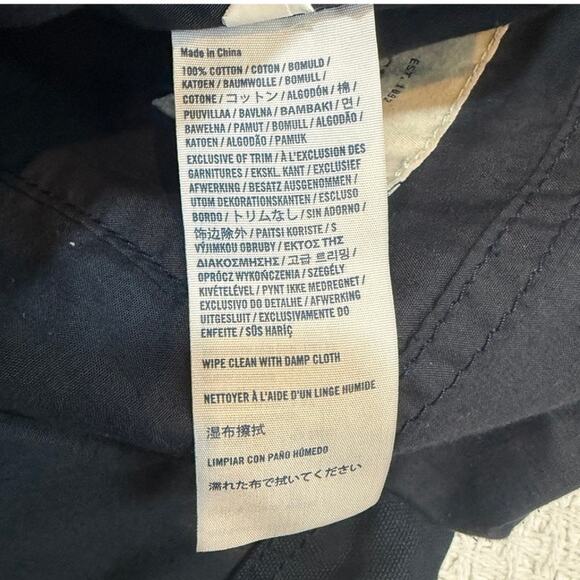 Made in China
100% COTTON / COTON / BOMULD /
KATOEN / BAUMWOLLE / BOMULL /
COTONE / コットン / ALGODÓN / 棉 /
PUUVILLAA / BAVLNA / BAMBAKI / 면 /
BAWEŁNA / PAMUT / BOMULL / ALGODÃO /
KATOEN / ALGODÃO / PAMUK
EXCLUSIVE OF TRIM / À L'EXCLUSION DES
GARNITURES / EKSKL. KANT / EXCLUSIEF
AFWERKING / BESATZ AUSGENOMMEN /
UTOM DEKORATIONSKANTEN / ESCLUSO
BORDO / トリムなし / SIN ADORNO /
饰边除外 / PAITSI KORISTE / S
VÝJIMKOU OBRUBY / ΕΚΤΟΣ ΤΗΣ
ΔΙΑΚΟΣΜΗΣΗΣ / 고급 트리밍 /
OPRÓCZ WYKOŃCZENIA / SZEGÉLY
KIVÉTELÉVEL / PYNT IKKE MEDREGNET /
EXCLUSIVO DO DETALHE / AFWERKING
UITGESLUIT / EXCLUSIVAMENTE DO
ENFEITE / SÜS HARİÇ
WIPE CLEAN WITH DAMP CLOTH
NETTOYER À L'AIDE D'UN LINGE HUMIDE
湿布擦拭
LIMPIAR CON PAÑO HÚMEDO
濡れた布で拭いてください
EST. 1892